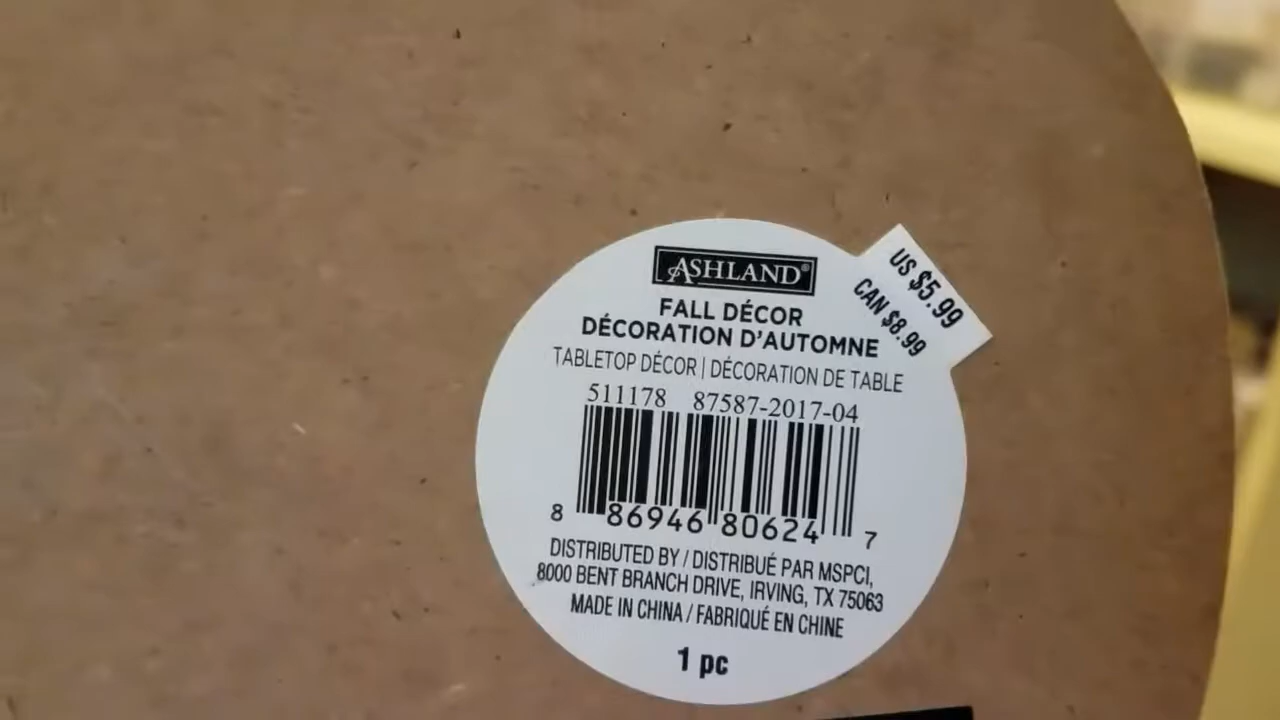 ASHLAND®
FALL DÉCOR
DÉCORATION D'AUTOMNE
TABLETOP DÉCOR | DÉCORATION DE TABLE
511178 87587-2017-04
8 86946 80624 7
DISTRIBUTED BY / DISTRIBUÉ PAR MSPCI,
8000 BENT BRANCH DRIVE, IRVING, TX 75063
MADE IN CHINA / FABRIQUÉ EN CHINE
1 pc
US $5.99
CAN $8.99